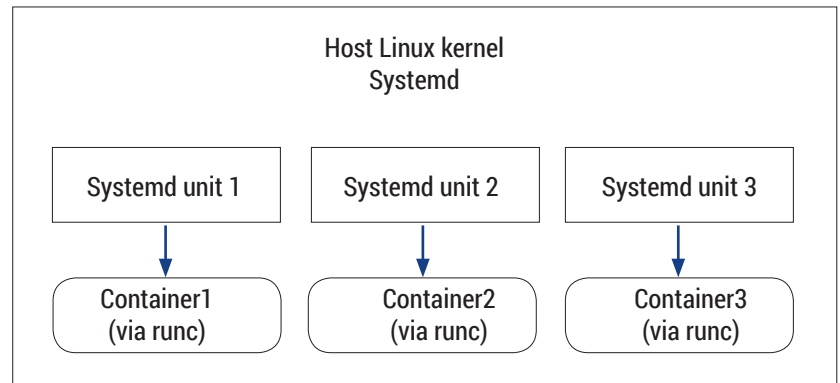 Host Linux kernel
Systemd
Systemd unit 1
Systemd unit 2
Systemd unit 3
Container1
(via runc)
Container2
(via runc)
Container3
(via runc)